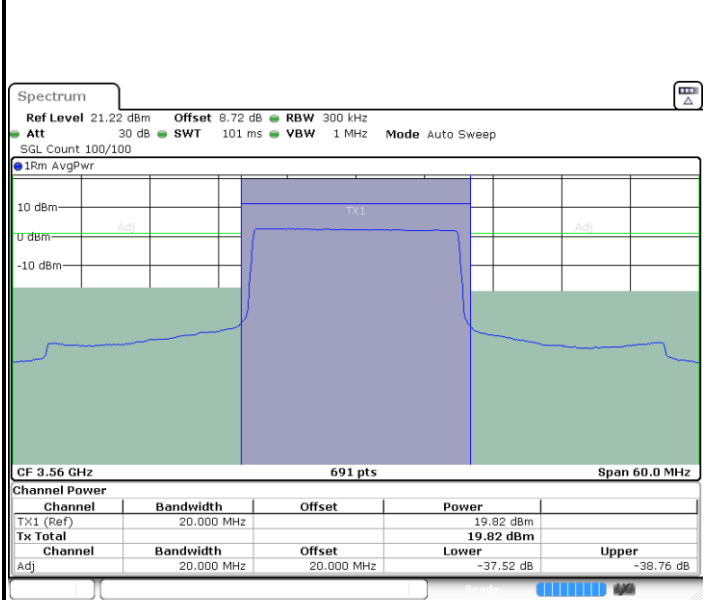 Spectrum
Ref Level 21.22 dBm Offset 8.72 dB RBW 300 kHz
Att 30 dB SWT 101 ms VBW 1 MHz Mode Auto Sweep
SGL Count 100/100
1Rm AvgPwr
10 dBm
TX1
Adj Adj
0 dBm
-10 dBm
CF 3.56 GHz 691 pts Span 60.0 MHz
Channel Power
Channel Bandwidth Offset Power
TX1 (Ref) 20.000 MHz 19.82 dBm
Tx Total 19.82 dBm
Channel Bandwidth Offset Lower Upper
Adj 20.000 MHz 20.000 MHz -37.52 dB -38.76 dB
Ready